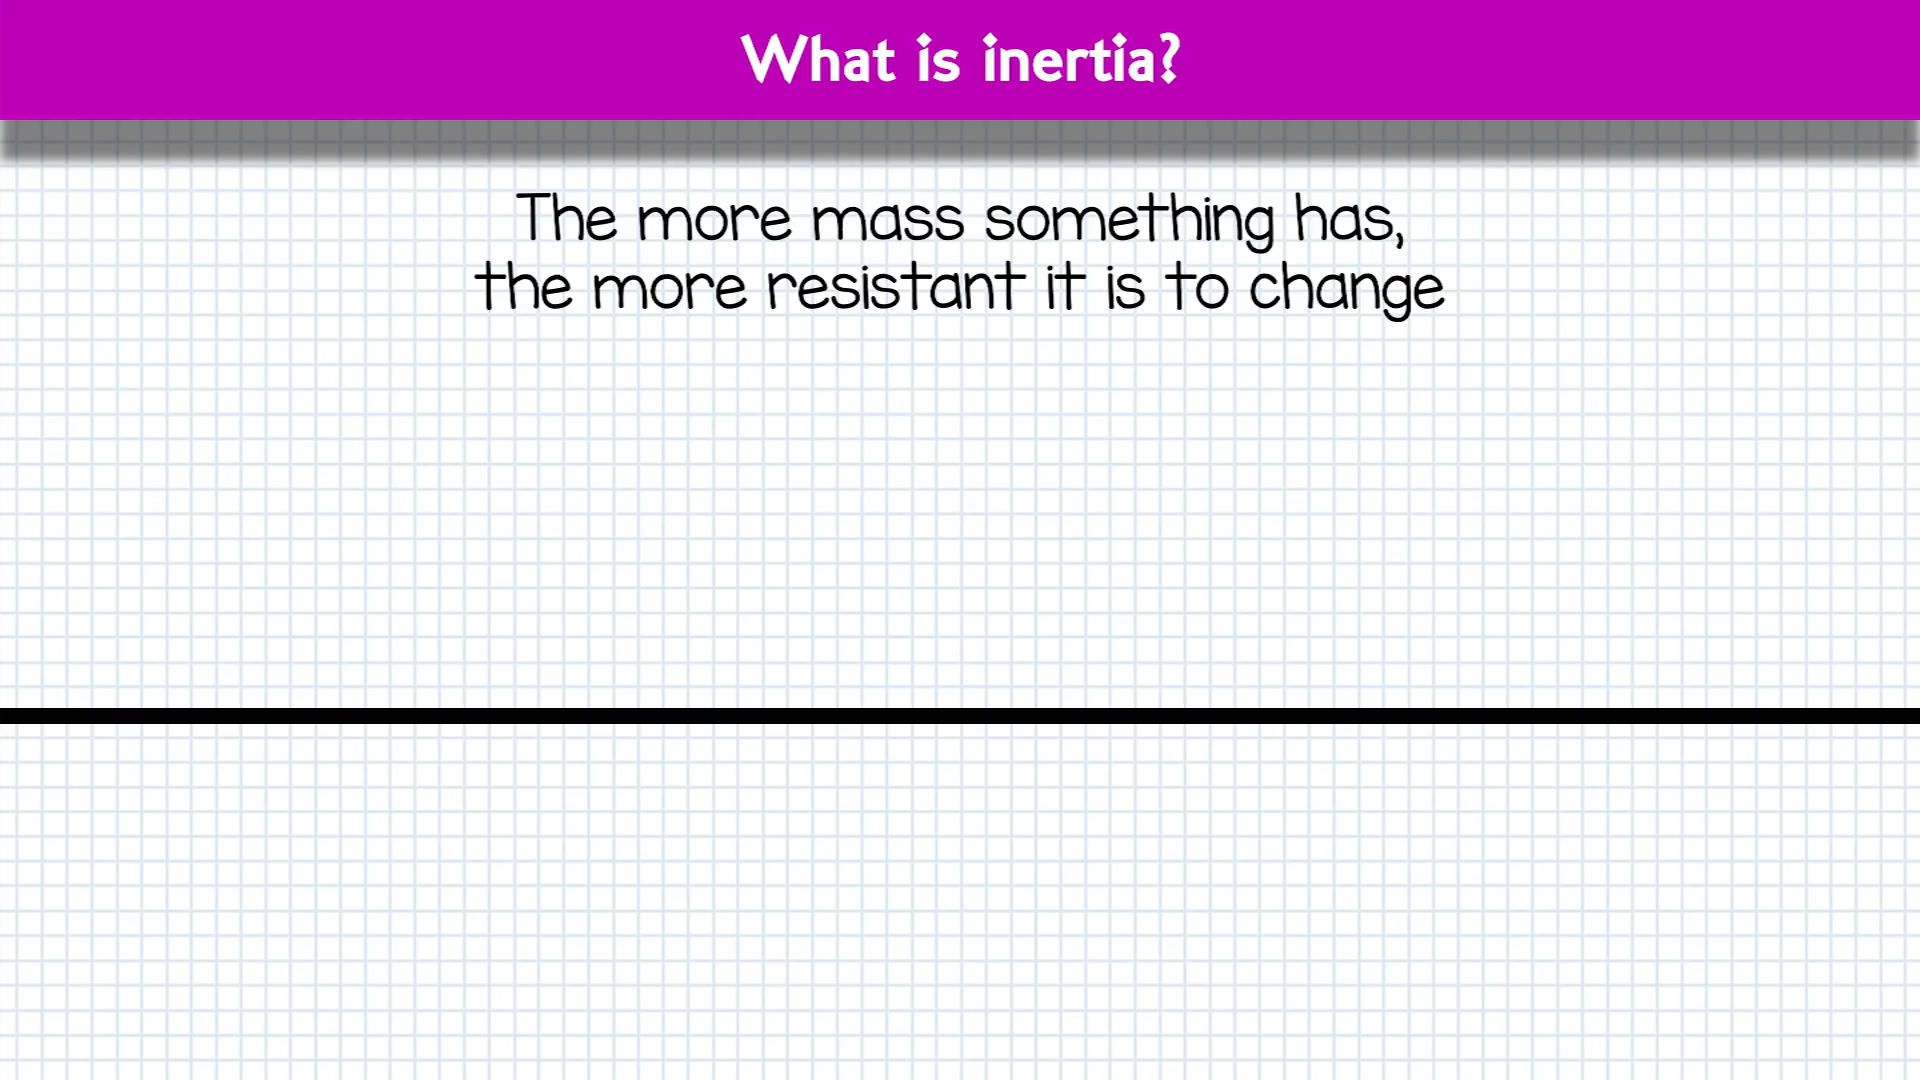 What is inertia?
The more mass something has,
the more resistant it is to change